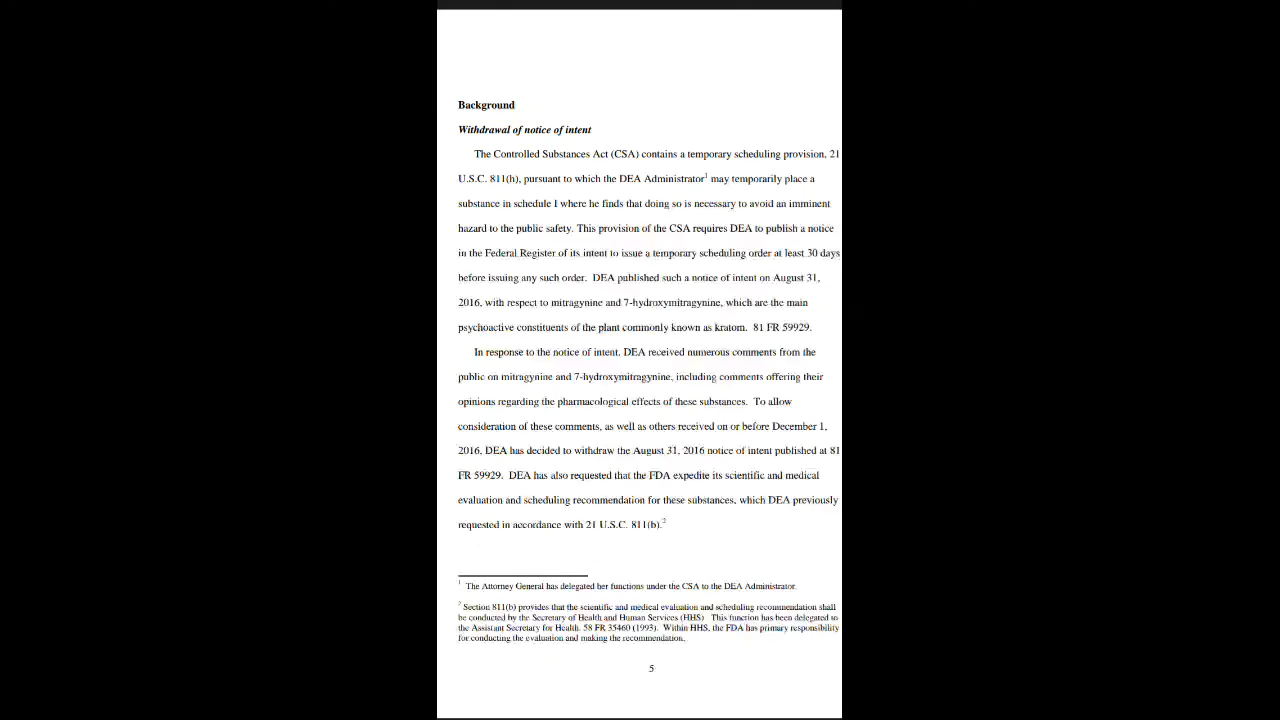 Background
Withdrawal of notice of intent
The Controlled Substances Act (CSA) contains a temporary scheduling provision, 21
U.S.C. 811(h), pursuant to which the DEA Administrator1 may temporarily place a
substance in schedule I where he finds that doing so is necessary to avoid an imminent
hazard to the public safety. This provision of the CSA requires DEA to publish a notice
in the Federal Register of its intent to issue a temporary scheduling order at least 30 days
before issuing any such order. DEA published such a notice of intent on August 31,
2016, with respect to mitragynine and 7-hydroxymitragynine, which are the main
psychoactive constituents of the plant commonly known as kratom. 81 FR 59929.
In response to the notice of intent, DEA received numerous comments from the
public on mitragynine and 7-hydroxymitragynine, including comments offering their
opinions regarding the pharmacological effects of these substances. To allow
consideration of these comments, as well as others received on or before December 1,
2016, DEA has decided to withdraw the August 31, 2016 notice of intent published at 81
FR 59929. DEA has also requested that the FDA expedite its scientific and medical
evaluation and scheduling recommendation for these substances, which DEA previously
requested in accordance with 21 U.S.C. 811(b).2
1 The Attorney General has delegated her functions under the CSA to the DEA Administrator.
2 Section 811(b) provides that the scientific and medical evaluation and scheduling recommendation shall
be conducted by the Secretary of Health and Human Services (HHS) This function has been delegated to
the Assistant Secretary for Health. 58 FR 35460 (1993). Within HHS, the FDA has primary responsibility
for conducting the evaluation and making the recommendation.
5